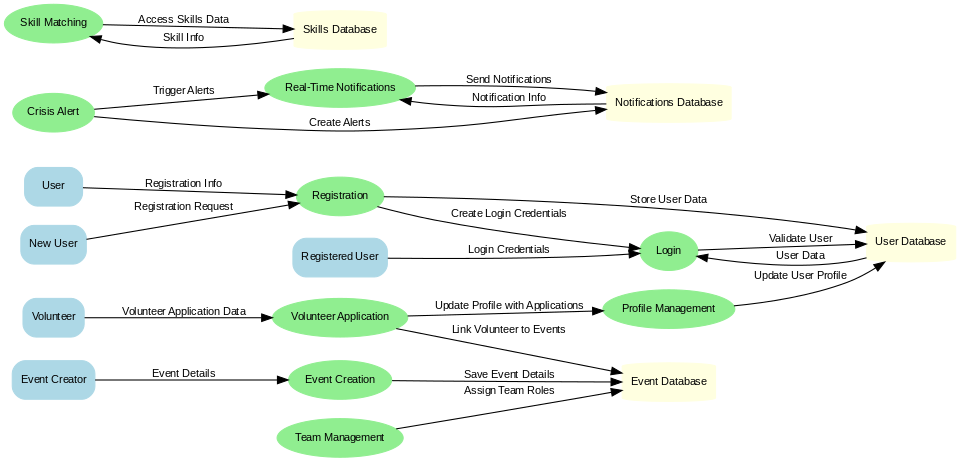 Skill Matching
Access Skills Data
Skill Info
Skills Database
Crisis Alert
Trigger Alerts
Real-Time Notifications
Send Notifications
Notification Info
Notifications Database
Create Alerts
User
Registration Info
Registration
New User
Registration Request
Store User Data
Create Login Credentials
Registered User
Login Credentials
Login
Validate User
User Data
User Database
Update User Profile
Volunteer
Volunteer Application Data
Volunteer Application
Update Profile with Applications
Profile Management
Link Volunteer to Events
Event Creator
Event Details
Event Creation
Save Event Details
Event Database
Assign Team Roles
Team Management